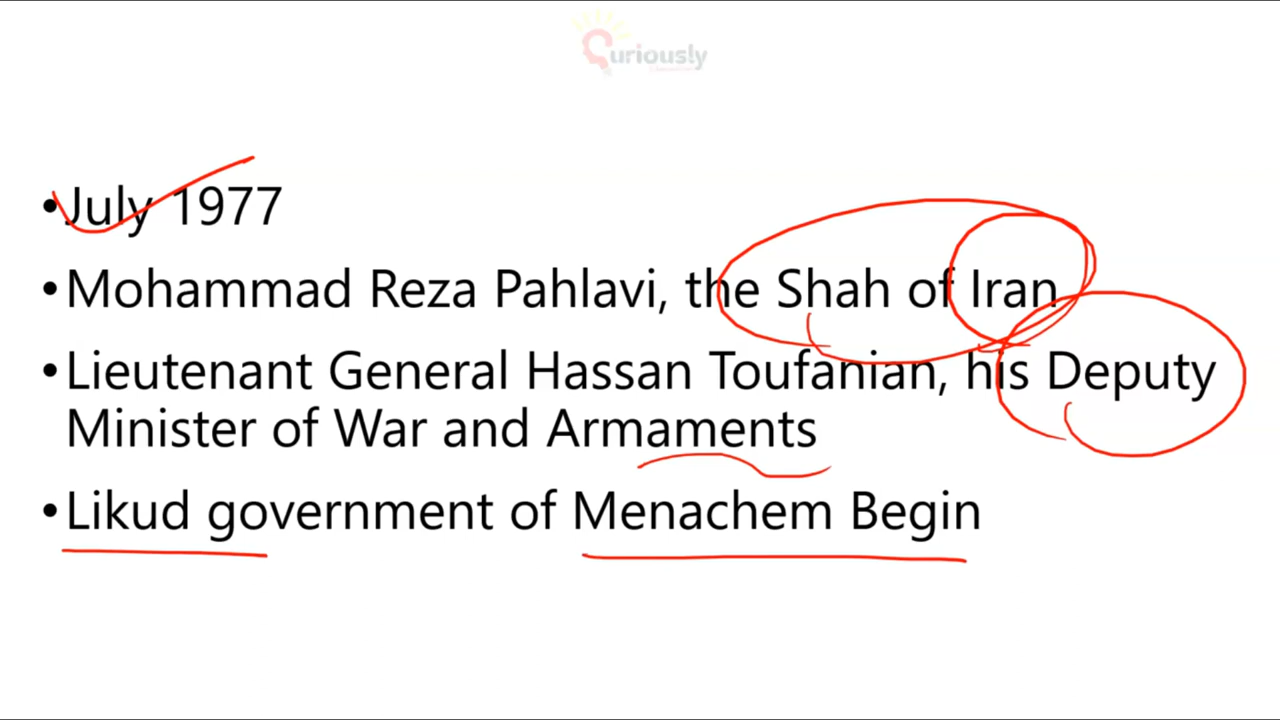 uriously
•July 1977
•Mohammad Reza Pahlavi, the Shah of Iran
•Lieutenant General Hassan Toufanian, his Deputy
Minister of War and Armaments
•Likud government of Menachem Begin